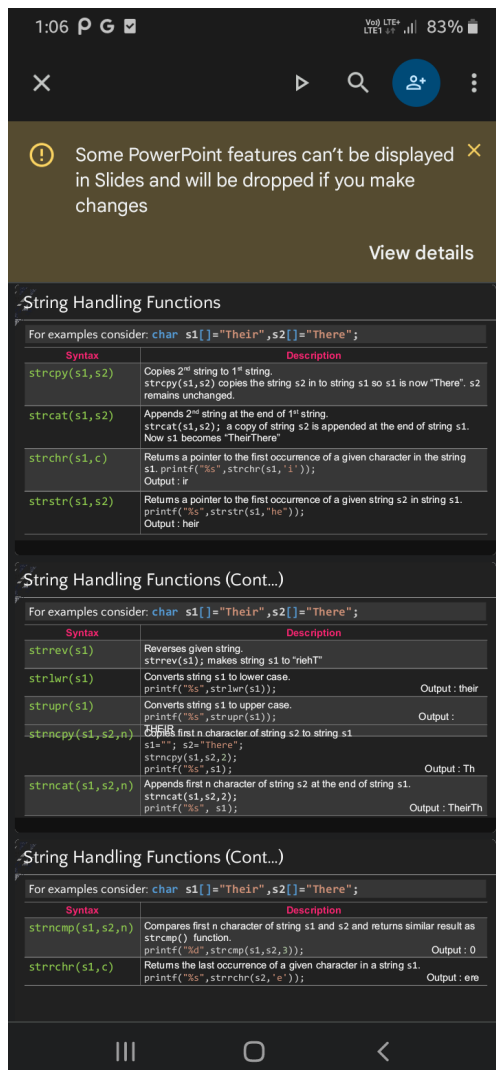 1:06 P G
Vo) LTE+ LTE1 83%
Some PowerPoint features can't be displayed
in Slides and will be dropped if you make
changes
View details
String Handling Functions
For examples consider: char s1[]="Their",s2[]="There";
Syntax Description
strcpy(s1,s2) Copies 2nd string to 1st string.
strcpy(s1,s2) copies the string s2 in to string s1 so s1 is now "There". s2
remains unchanged.
strcat(s1,s2) Appends 2nd string at the end of 1st string.
strcat(s1,s2); a copy of string s2 is appended at the end of string s1.
Now s1 becomes "TheirThere"
strchr(s1,c) Returns a pointer to the first occurrence of a given character in the string
s1. printf("%s",strchr(s1,'i'));
Output : ir
strstr(s1,s2) Returns a pointer to the first occurrence of a given string s2 in string s1.
printf("%s",strstr(s1,"he"));
Output : heir
String Handling Functions (Cont...)
For examples consider: char s1[]="Their",s2[]="There";
Syntax Description
strrev(s1) Reverses given string.
strrev(s1); makes string s1 to "riehT"
strlwr(s1) Converts string s1 to lower case.
printf("%s",strlwr(s1)); Output : their
strupr(s1) Converts string s1 to upper case.
printf("%s",strupr(s1)); Output :
THEIR
strncpy(s1,s2,n) Copies first n character of string s2 to string s1
s1=""; s2="There";
strncpy(s1,s2,2);
printf("%s",s1); Output : Th
strncat(s1,s2,n) Appends first n character of string s2 at the end of string s1.
strncat(s1,s2,2);
printf("%s", s1); Output : TheirTh
String Handling Functions (Cont...)
For examples consider: char s1[]="Their",s2[]="There";
Syntax Description
strncmp(s1,s2,n) Compares first n character of string s1 and s2 and returns similar result as
strcmp() function.
printf("%d",strcmp(s1,s2,3)); Output : 0
strrchr(s1,c) Returns the last occurrence of a given character in a string s1.
printf("%s",strrchr(s2,'e')); Output : ere